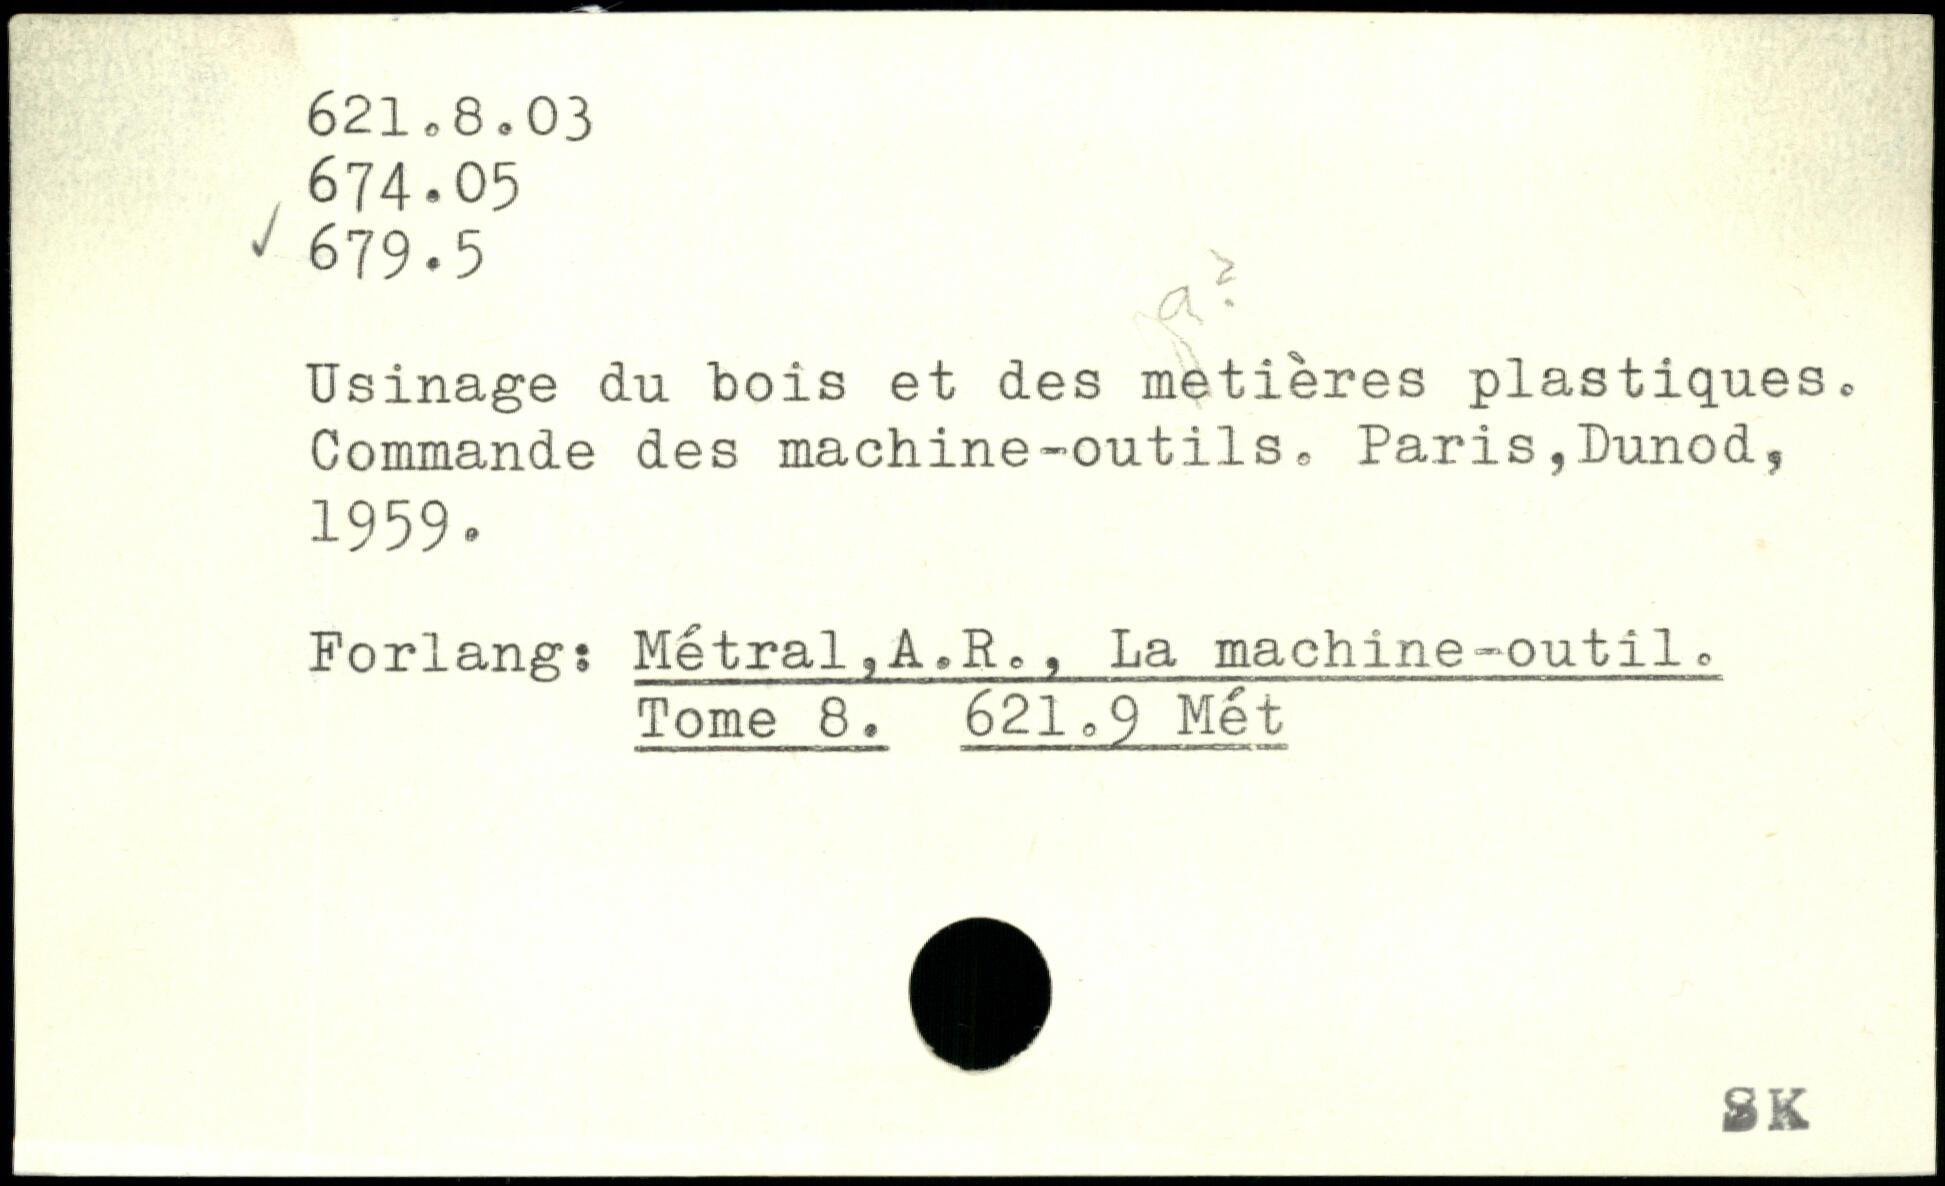 621.8.03
674.05
✓ 679.5
a?
Usinage du bois et des metières plastiques.
Commande des machine-outils. Paris,Dunod,
1959.
Forlang: Métral,A.R., La machine-outil.
Tome 8. 621.9 Mét
SK